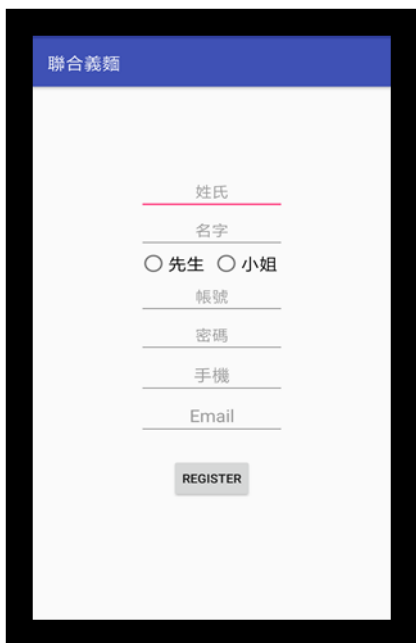 聯合義麵
姓氏
名字
先生 小姐
帳號
密碼
手機
Email
REGISTER